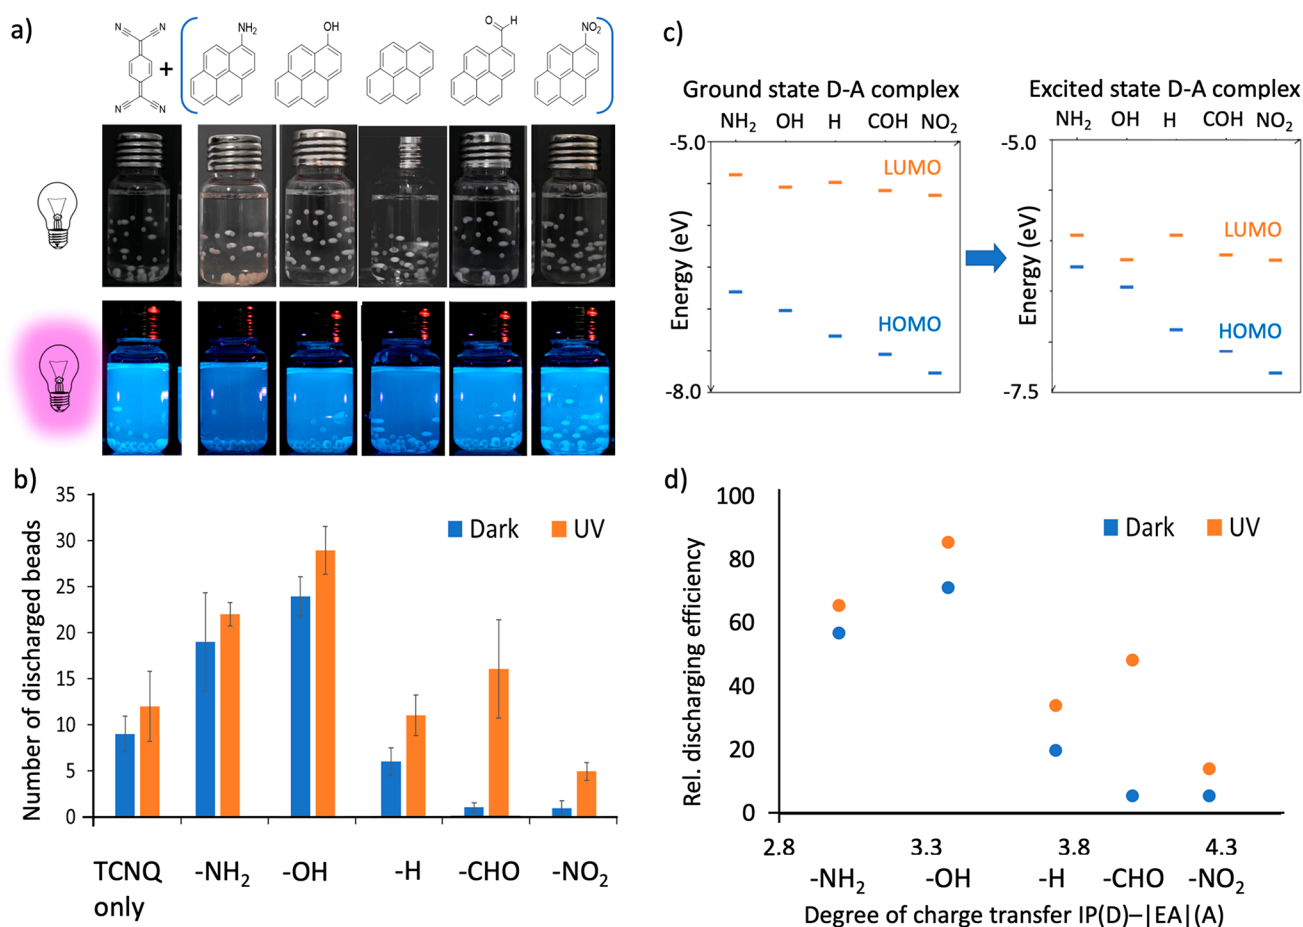 a)
CN CN
CN CN
NH₂
OH
O H
NO₂
+
c)
Ground state D-A complex
NH₂ OH H COH NO₂
-5.0
LUMO
HOMO
Energy (eV)
-8.0
Excited state D-A complex
NH₂ OH H COH NO₂
-5.0
LUMO
HOMO
Energy (eV)
-7.5
b)
Number of discharged beads
35
30
25
20
15
10
5
0
Dark UV
TCNQ only
-NH₂ -OH -H -CHO -NO₂
d)
Rel. discharging efficiency
100
80
60
40
20
0
Dark UV
2.8 3.3 3.8 4.3
-NH₂ -OH -H -CHO -NO₂
Degree of charge transfer IP(D)–|EA|(A)